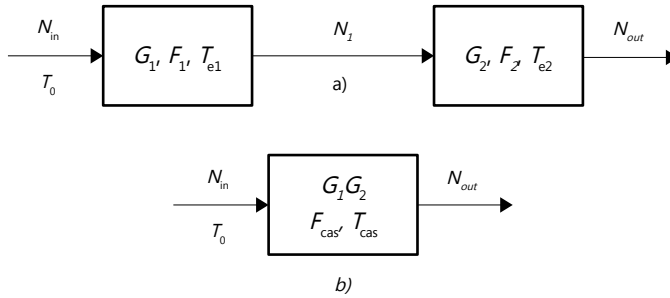 N_in N_1 N_out
G_1, F_1, T_e1 G_2, F_2, T_e2
T_0 a)
N_in G_1G_2 N_out
T_0 F_cas, T_cas
b)